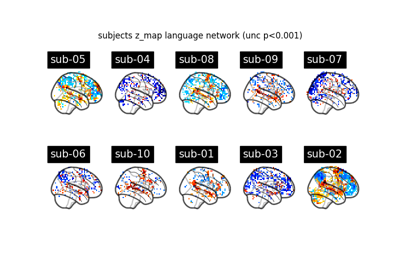 subjects z_map language network (unc p<0.001)
sub-05 sub-04 sub-08 sub-09 sub-07
sub-06 sub-10 sub-01 sub-03 sub-02